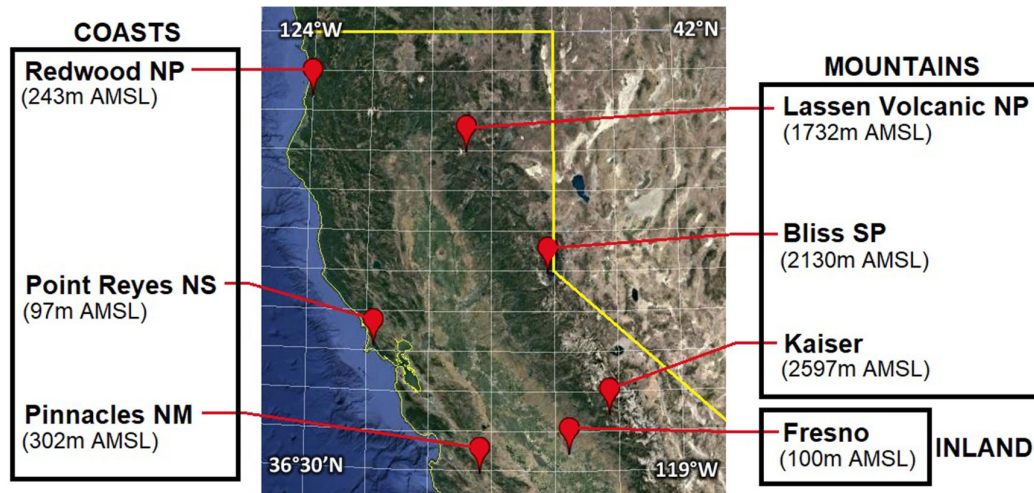 COASTS
Redwood NP
(243m AMSL)
Point Reyes NS
(97m AMSL)
Pinnacles NM
(302m AMSL)
124°W
42°N
36°30’N
119°W
MOUNTAINS
Lassen Volcanic NP
(1732m AMSL)
Bliss SP
(2130m AMSL)
Kaiser
(2597m AMSL)
Fresno
(100m AMSL)
INLAND